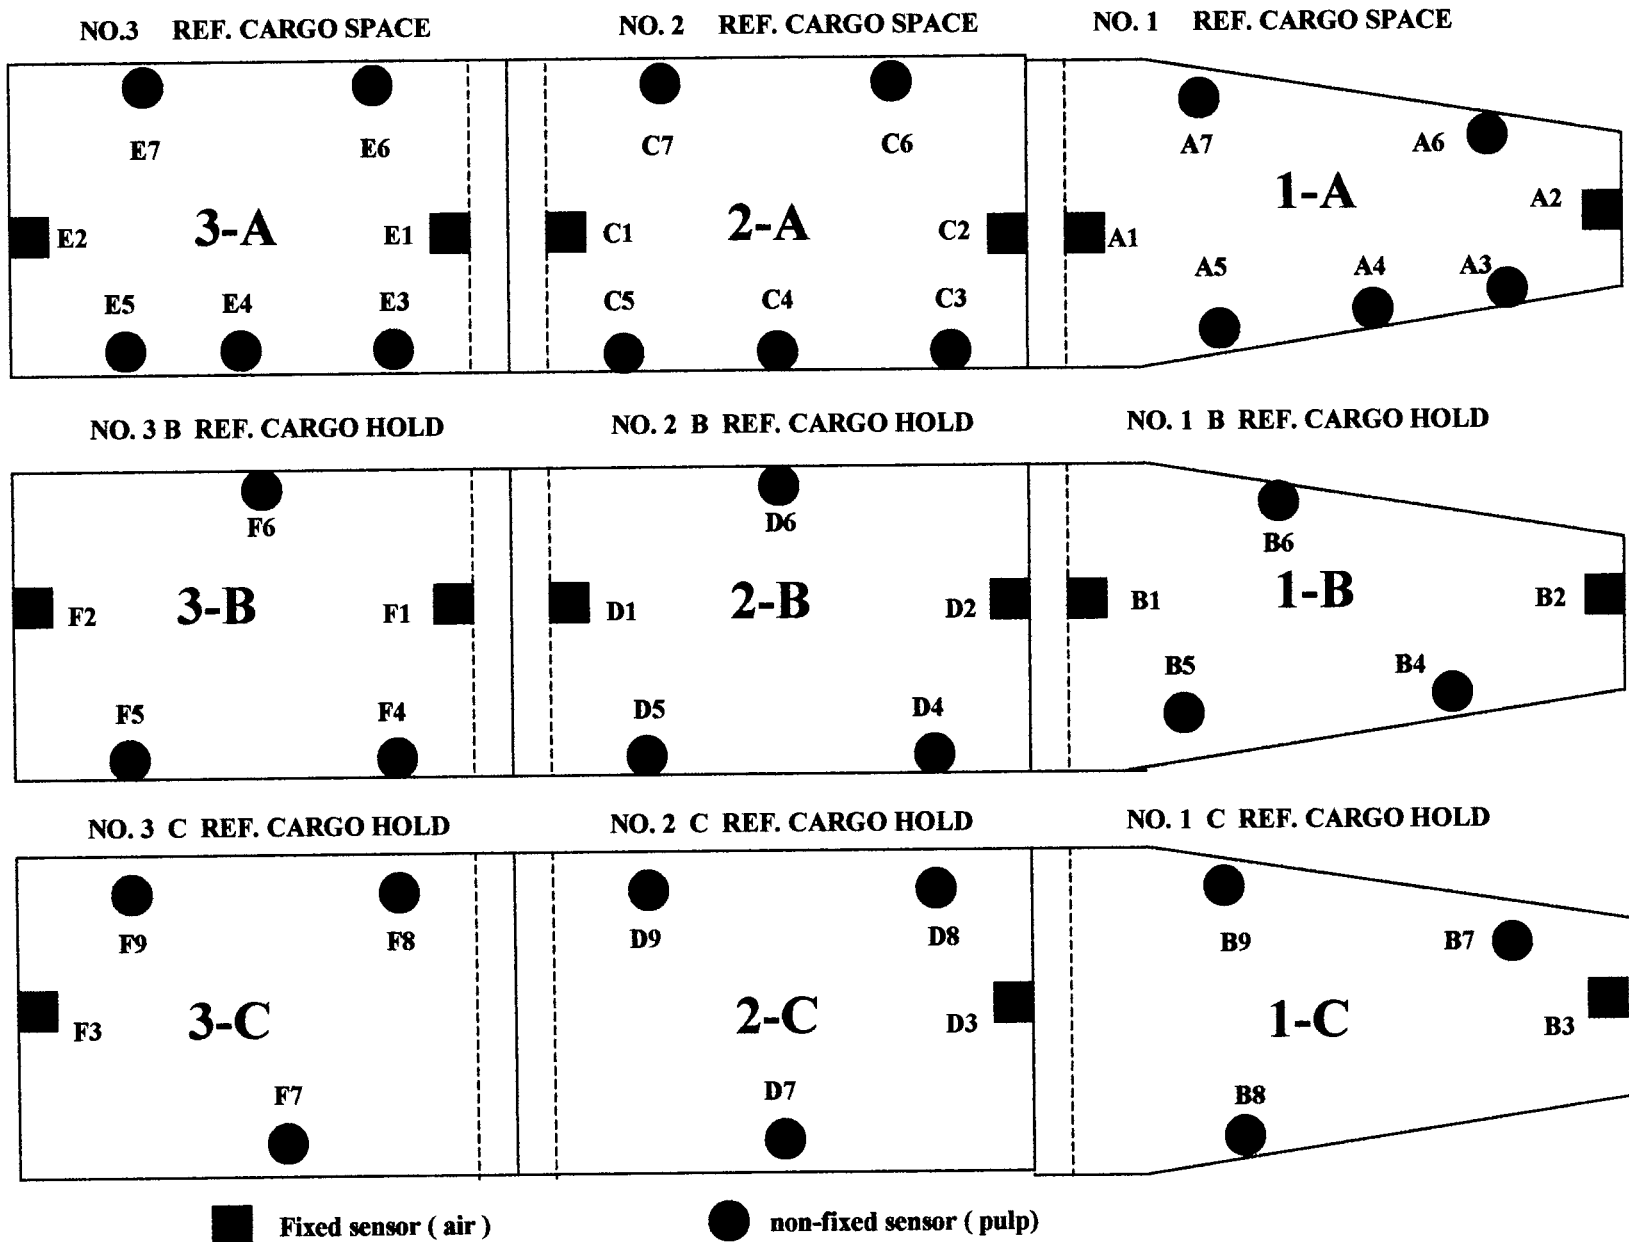 NO.3 REF. CARGO SPACE NO. 2 REF. CARGO SPACE NO. 1 REF. CARGO SPACE
E7 E6 C7 C6 A7 A6
E2 3-A E1 C1 2-A C2 A1 1-A A2
E5 E4 E3 C5 C4 C3 A5 A4 A3
NO. 3 B REF. CARGO HOLD NO. 2 B REF. CARGO HOLD NO. 1 B REF. CARGO HOLD
F6 D6 B6
F2 3-B F1 D1 2-B D2 B1 1-B B2
F5 F4 D5 D4 B5 B4
NO. 3 C REF. CARGO HOLD NO. 2 C REF. CARGO HOLD NO. 1 C REF. CARGO HOLD
F9 F8 D9 D8 B9 B7
F3 3-C 2-C D3 1-C B3
F7 D7 B8
Fixed sensor ( air ) non-fixed sensor ( pulp)